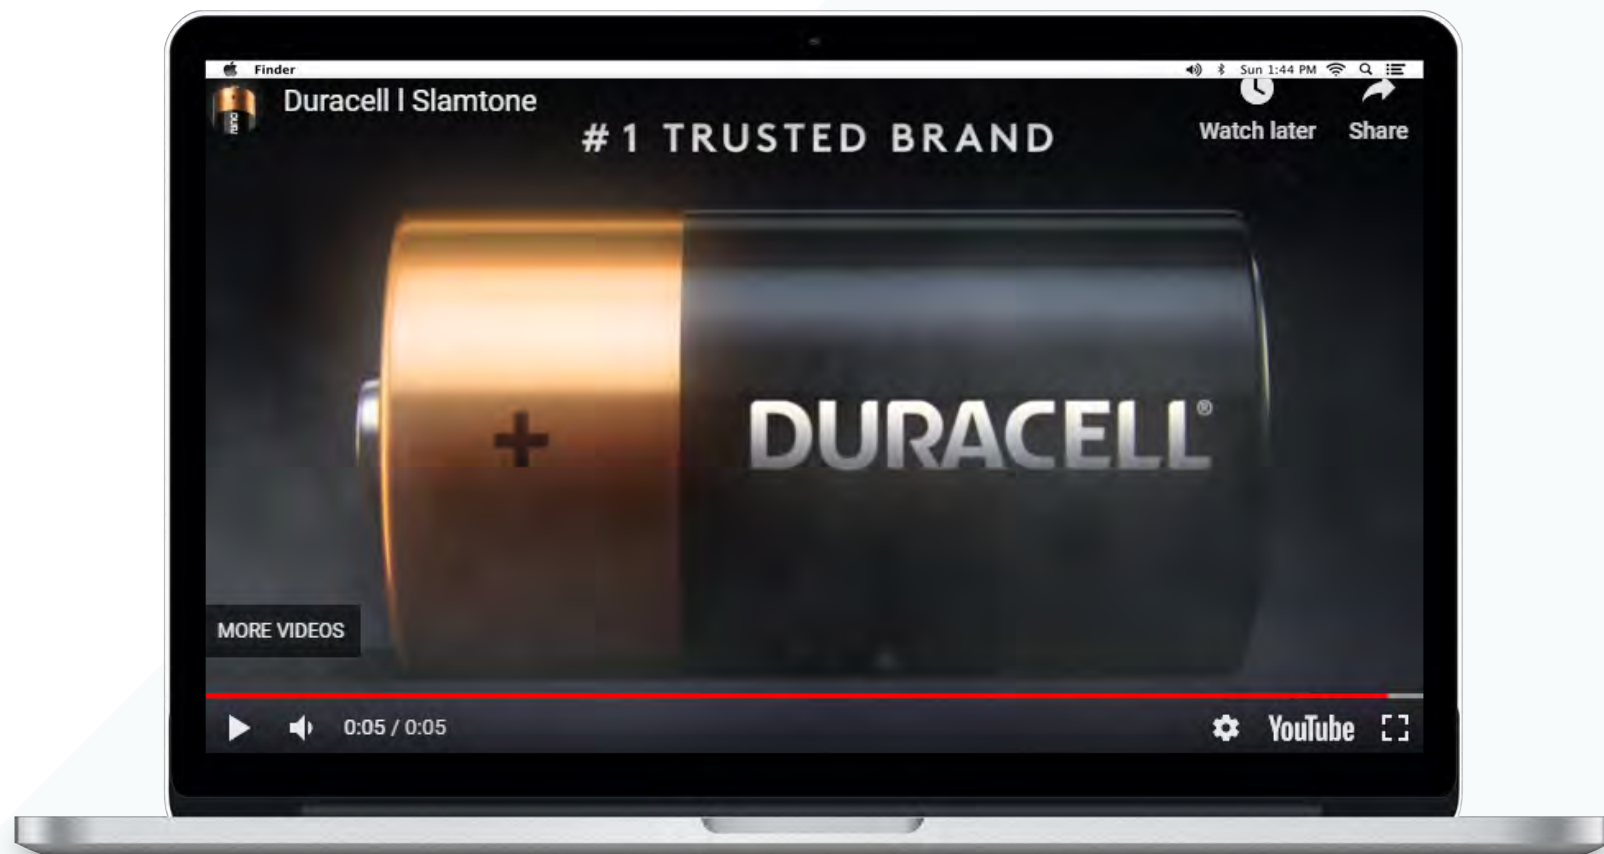 Finder
Sun 1:44 PM
Duracell l Slamtone
Watch later
Share
#1 TRUSTED BRAND
+
DURACELL®
MORE VIDEOS
0:05 / 0:05
YouTube